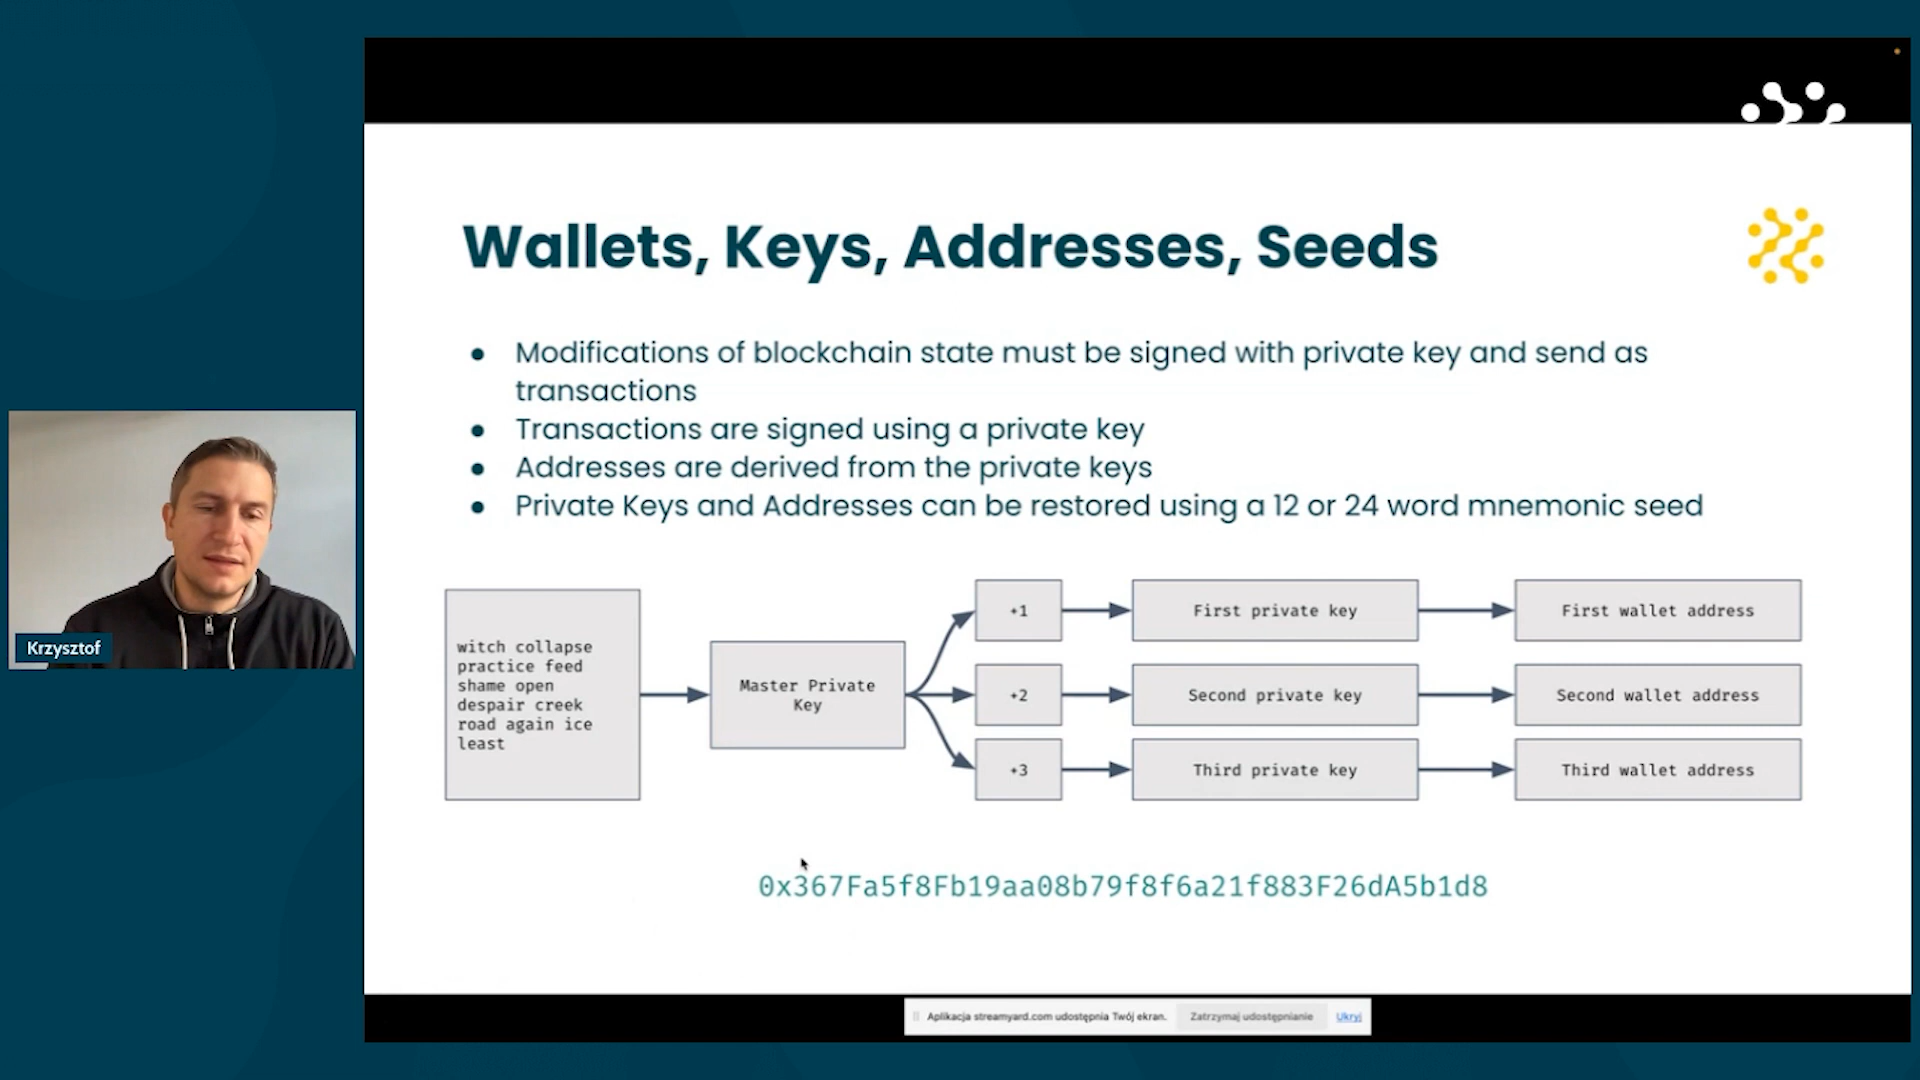 Wallets, Keys, Addresses, Seeds
● Modifications of blockchain state must be signed with private key and send as
transactions
● Transactions are signed using a private key
● Addresses are derived from the private keys
● Private Keys and Addresses can be restored using a 12 or 24 word mnemonic seed
witch collapse
practice feed
shame open
despair creek
road again ice
least
Master Private
Key
+1
First private key
First wallet address
+2
Second private key
Second wallet address
+3
Third private key
Third wallet address
0x367Fa5f8Fb19aa08b79f8f6a21f883F26dA5b1d8
Krzysztof
Aplikacja streamyard.com udostępnia Twój ekran.
Zatrzymaj udostępnianie
Ukryj